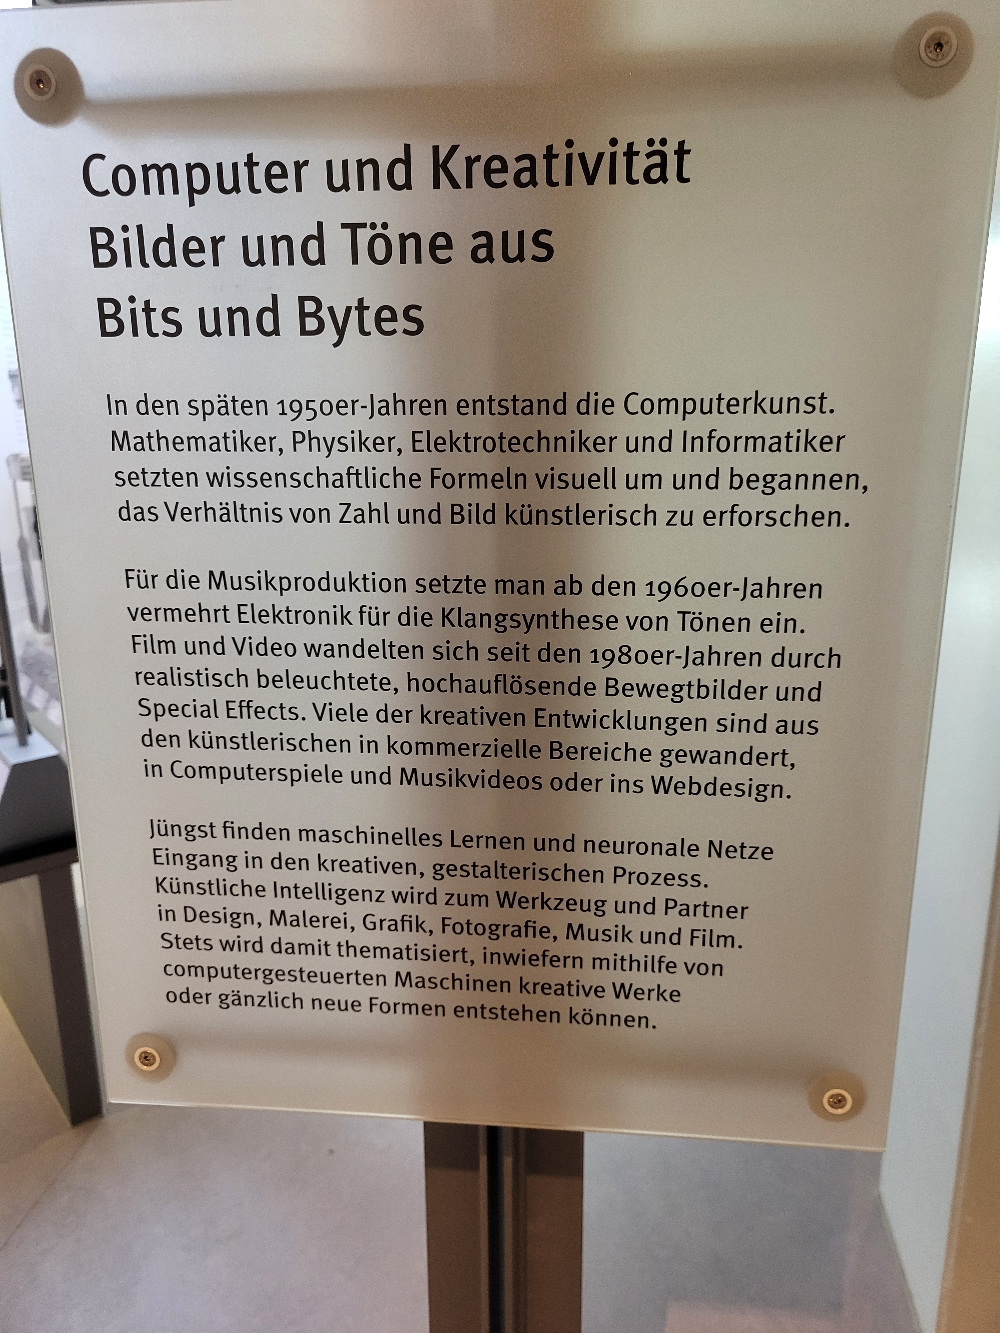 Computer und Kreativität
Bilder und Töne aus
Bits und Bytes
In den späten 1950er-Jahren entstand die Computerkunst.
Mathematiker, Physiker, Elektrotechniker und Informatiker
setzten wissenschaftliche Formeln visuell um und begannen,
das Verhältnis von Zahl und Bild künstlerisch zu erforschen.
Für die Musikproduktion setzte man ab den 1960er-Jahren
vermehrt Elektronik für die Klangsynthese von Tönen ein.
Film und Video wandelten sich seit den 1980er-Jahren durch
realistisch beleuchtete, hochauflösende Bewegtbilder und
Special Effects. Viele der kreativen Entwicklungen sind aus
den künstlerischen in kommerzielle Bereiche gewandert,
in Computerspiele und Musikvideos oder ins Webdesign.
Jüngst finden maschinelles Lernen und neuronale Netze
Eingang in den kreativen, gestalterischen Prozess.
Künstliche Intelligenz wird zum Werkzeug und Partner
in Design, Malerei, Grafik, Fotografie, Musik und Film.
Stets wird damit thematisiert, inwiefern mithilfe von
computergesteuerten Maschinen kreative Werke
oder gänzlich neue Formen entstehen können.